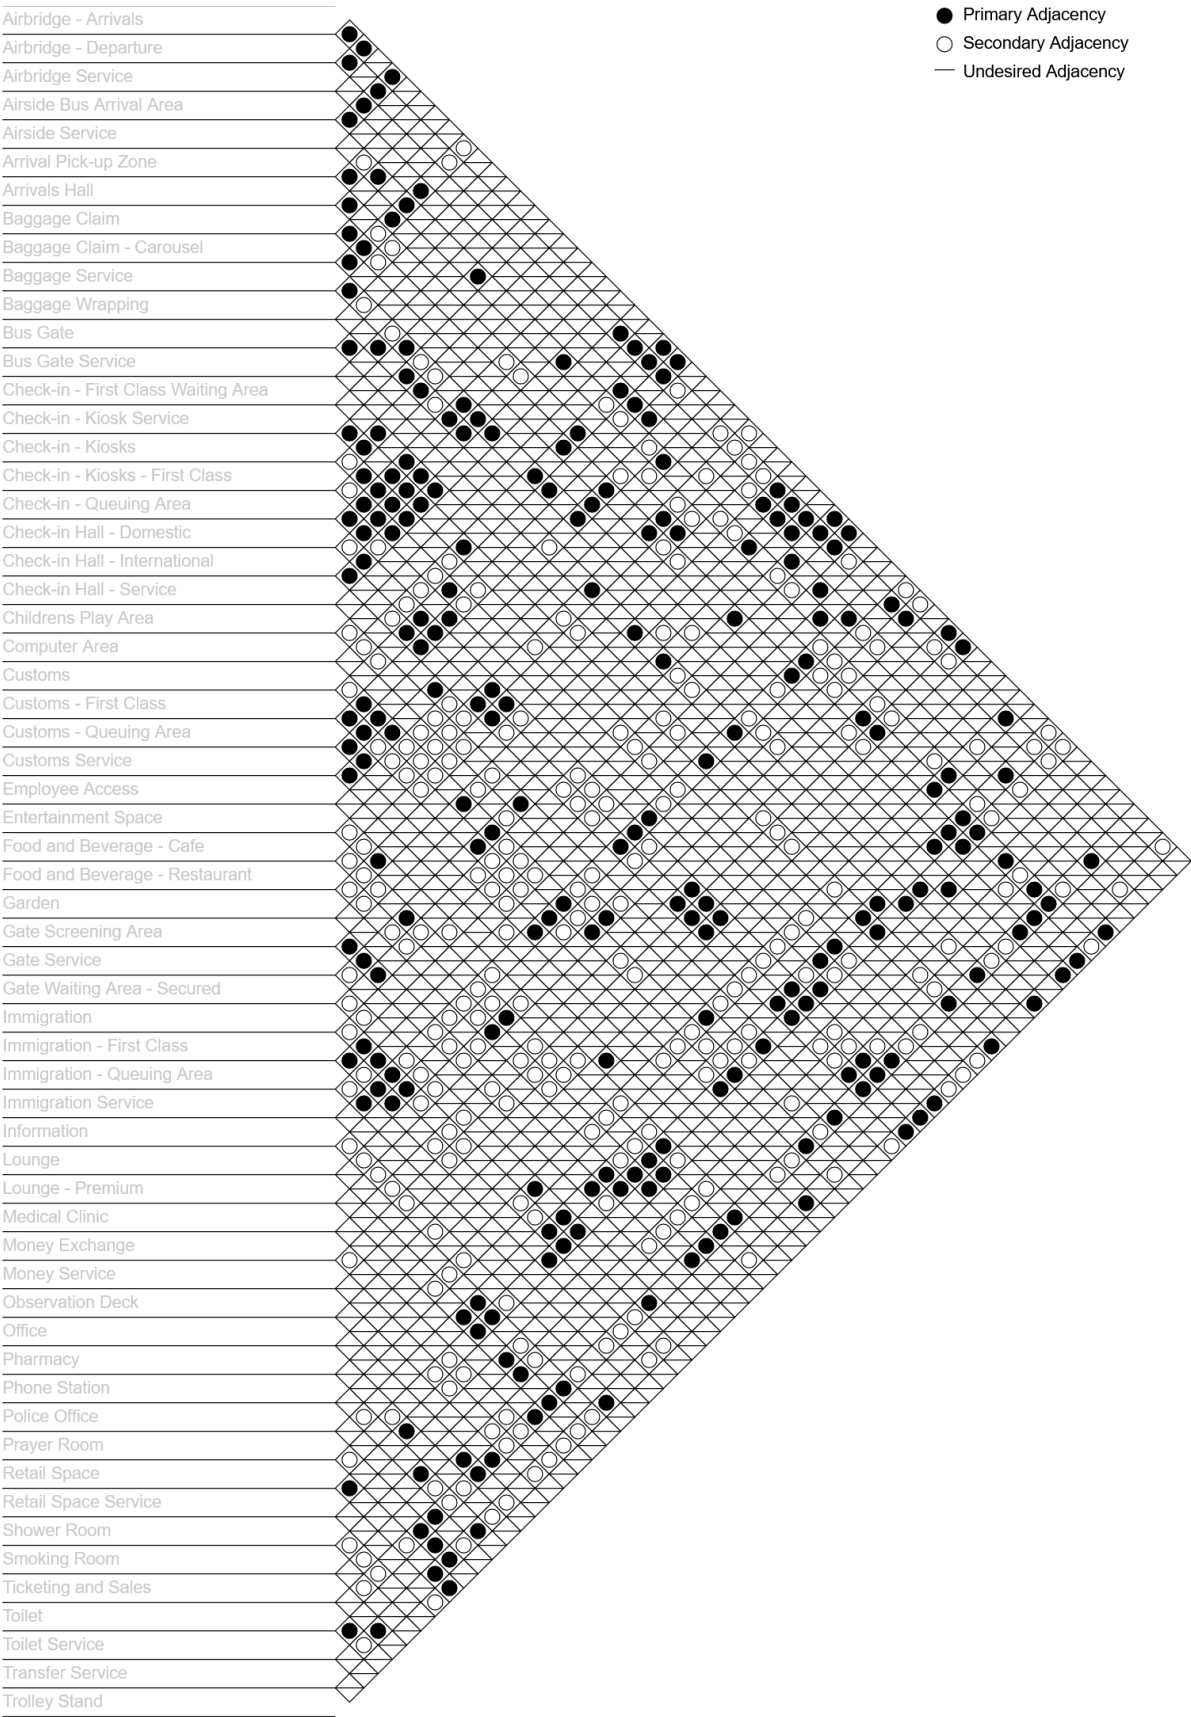 Airbridge - Arrivals
Primary Adjacency
Secondary Adjacency
Undesired Adjacency
Airbridge - Departure
Airbridge Service
Airside Bus Arrival Area
Airside Service
Arrival Pick-up Zone
Arrivals Hall
Baggage Claim
Baggage Claim - Carousel
Baggage Service
Baggage Wrapping
Bus Gate
Bus Gate Service
Check-in - First Class Waiting Area
Check-in - Kiosk Service
Check-in - Kiosks
Check-in - Kiosks - First Class
Check-in - Queuing Area
Check-in Hall - Domestic
Check-in Hall - International
Check-in Hall - Service
Childrens Play Area
Computer Area
Customs
Customs - First Class
Customs - Queuing Area
Customs Service
Employee Access
Entertainment Space
Food and Beverage - Cafe
Food and Beverage - Restaurant
Garden
Gate Screening Area
Gate Service
Gate Waiting Area - Secured
Immigration
Immigration - First Class
Immigration - Queuing Area
Immigration Service
Information
Lounge
Lounge - Premium
Medical Clinic
Money Exchange
Money Service
Observation Deck
Office
Pharmacy
Phone Station
Police Office
Prayer Room
Retail Space
Retail Space Service
Shower Room
Smoking Room
Ticketing and Sales
Toilet
Toilet Service
Transfer Service
Trolley Stand